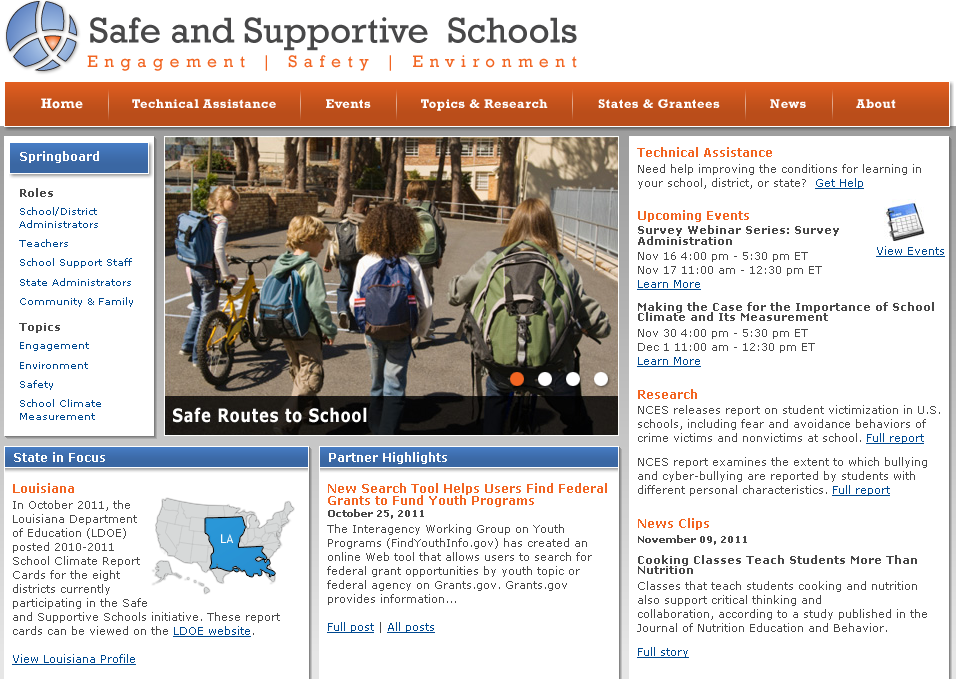 Safe and Supportive Schools
Engagement | Safety | Environment
Home
Technical Assistance
Events
Topics & Research
States & Grantees
News
About
Springboard
Roles
School/District
Administrators
Teachers
School Support Staff
State Administrators
Community & Family
Topics
Engagement
Environment
Safety
School Climate
Measurement
Safe Routes to School
Technical Assistance
Need help improving the conditions for learning in
your school, district, or state? Get Help
Upcoming Events
Survey Webinar Series: Survey
Administration
Nov 16 4:00 pm - 5:30 pm ET
Nov 17 11:00 am - 12:30 pm ET
Learn More
View Events
Making the Case for the Importance of School
Climate and Its Measurement
Nov 30 4:00 pm - 5:30 pm ET
Dec 1 11:00 am - 12:30 pm ET
Learn More
Research
NCES releases report on student victimization in U.S.
schools, including fear and avoidance behaviors of
crime victims and nonvictims at school. Full report
NCES report examines the extent to which bullying
and cyber-bullying are reported by students with
different personal characteristics. Full report
News Clips
November 09, 2011
Cooking Classes Teach Students More Than
Nutrition
Classes that teach students cooking and nutrition
also support critical thinking and
collaboration, according to a study published in the
Journal of Nutrition Education and Behavior.
Full story
State in Focus
Louisiana
In October 2011, the
Louisiana Department
of Education (LDOE)
posted 2010-2011
School Climate Report
Cards for the eight
districts currently
participating in the Safe
and Supportive Schools initiative. These report
cards can be viewed on the LDOE website.
View Louisiana Profile
LA
Partner Highlights
New Search Tool Helps Users Find Federal
Grants to Fund Youth Programs
October 25, 2011
The Interagency Working Group on Youth
Programs (FindYouthInfo.gov) has created an
online Web tool that allows users to search for
federal grant opportunities by youth topic or
federal agency on Grants.gov. Grants.gov
provides information...
Full post | All posts